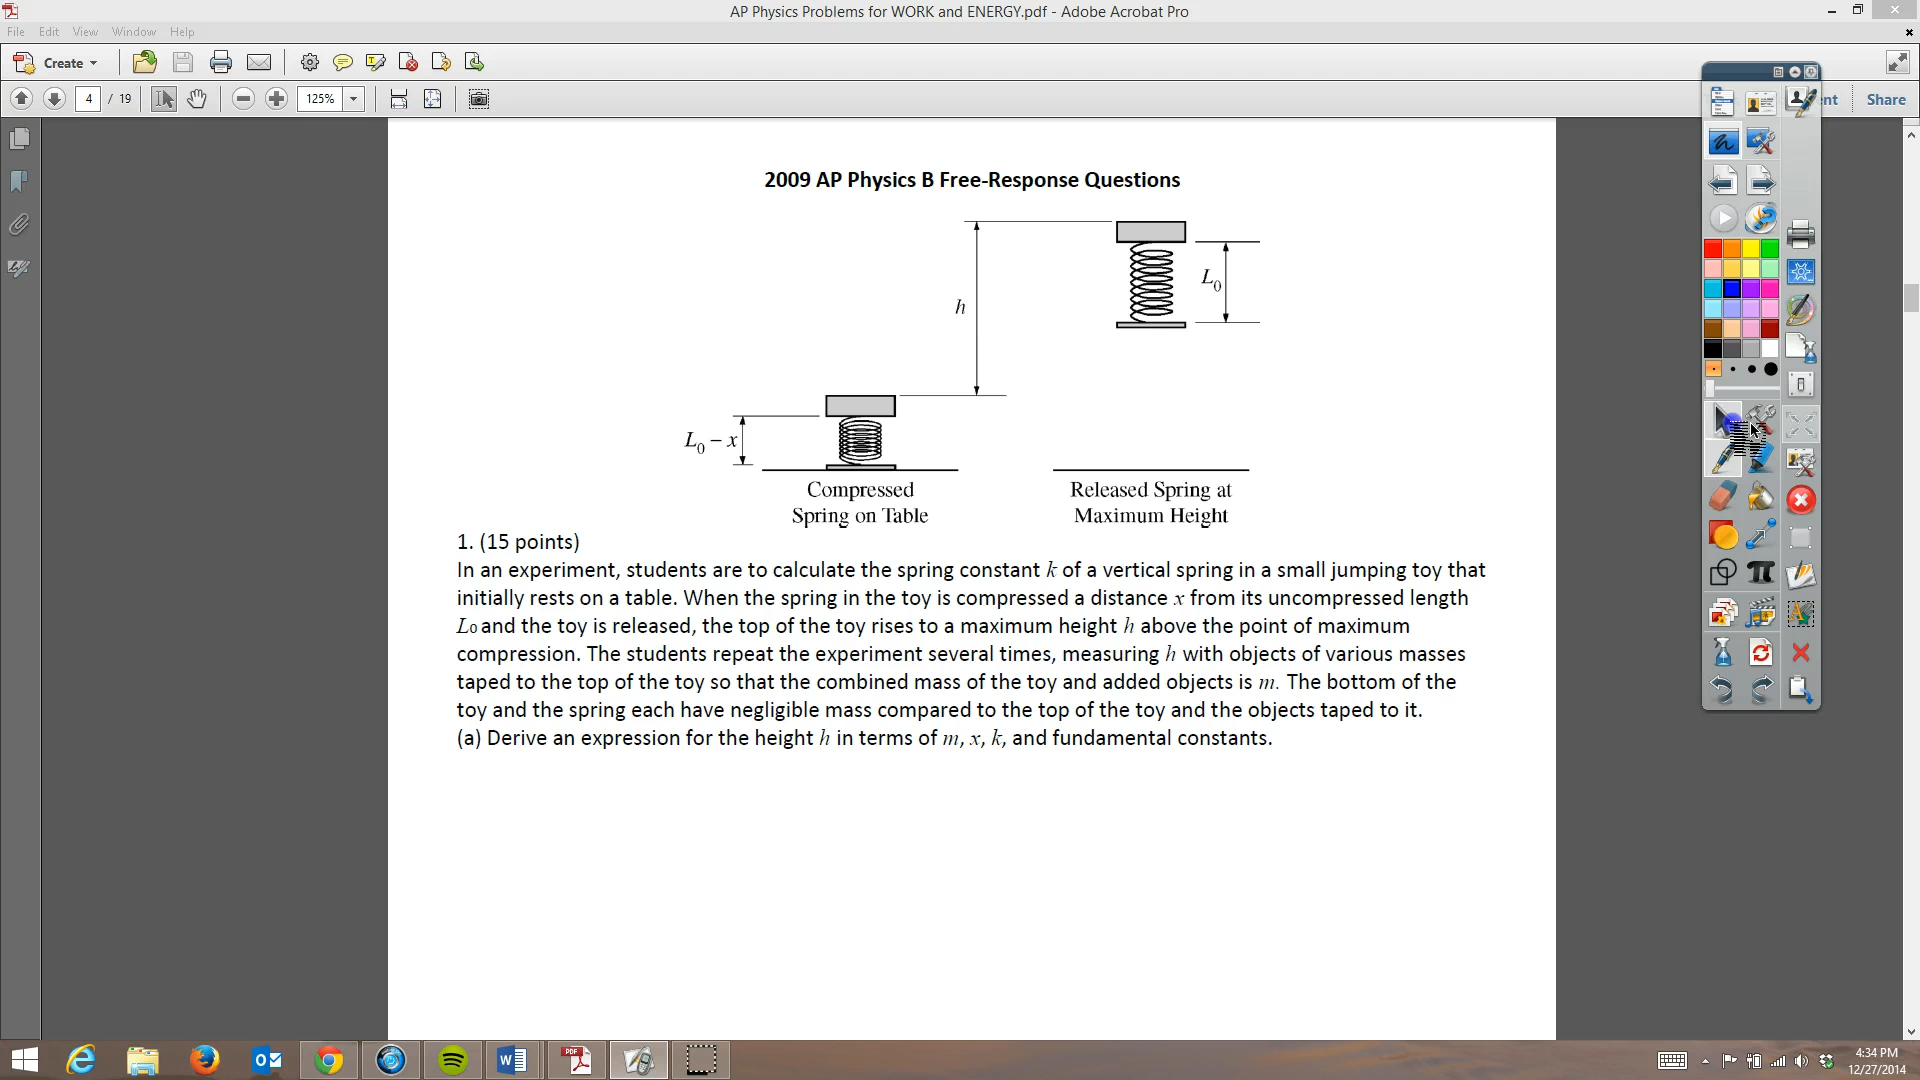 AP Physics Problems for WORK and ENERGY.pdf - Adobe Acrobat Pro
File Edit View Window Help
Create
4 / 19 125% Share
2009 AP Physics B Free-Response Questions
h
L0
L0 – x
Compressed
Spring on Table
Released Spring at
Maximum Height
1. (15 points)
In an experiment, students are to calculate the spring constant k of a vertical spring in a small jumping toy that
initially rests on a table. When the spring in the toy is compressed a distance x from its uncompressed length
L0 and the toy is released, the top of the toy rises to a maximum height h above the point of maximum
compression. The students repeat the experiment several times, measuring h with objects of various masses
taped to the top of the toy so that the combined mass of the toy and added objects is m. The bottom of the
toy and the spring each have negligible mass compared to the top of the toy and the objects taped to it.
(a) Derive an expression for the height h in terms of m, x, k, and fundamental constants.
4:34 PM
12/27/2014